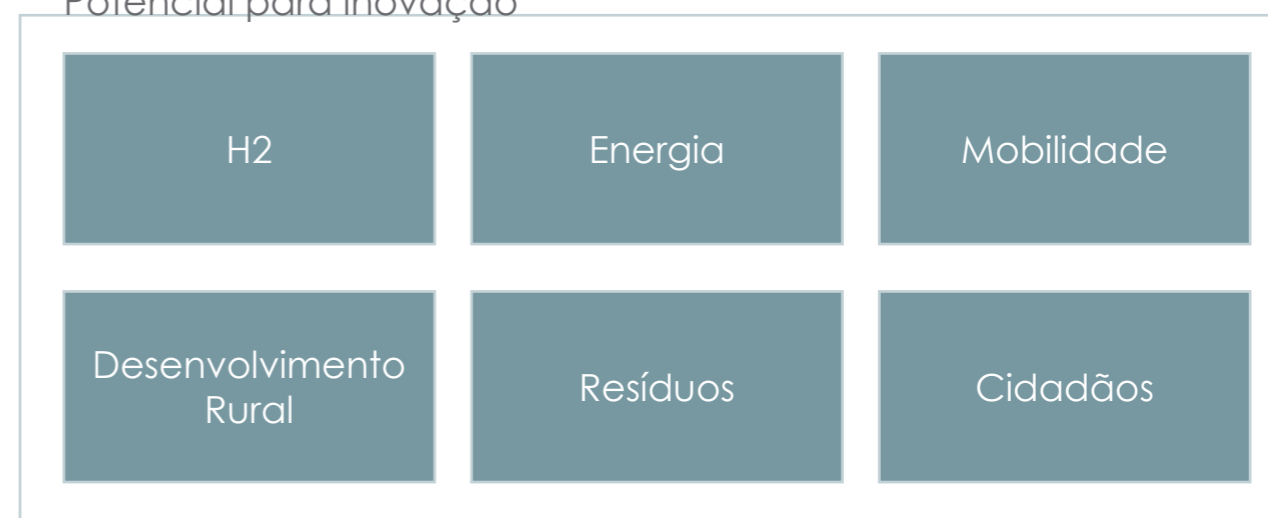 Potencial para Inovação
H2
Energia
Mobilidade
Desenvolvimento
Rural
Resíduos
Cidadãos